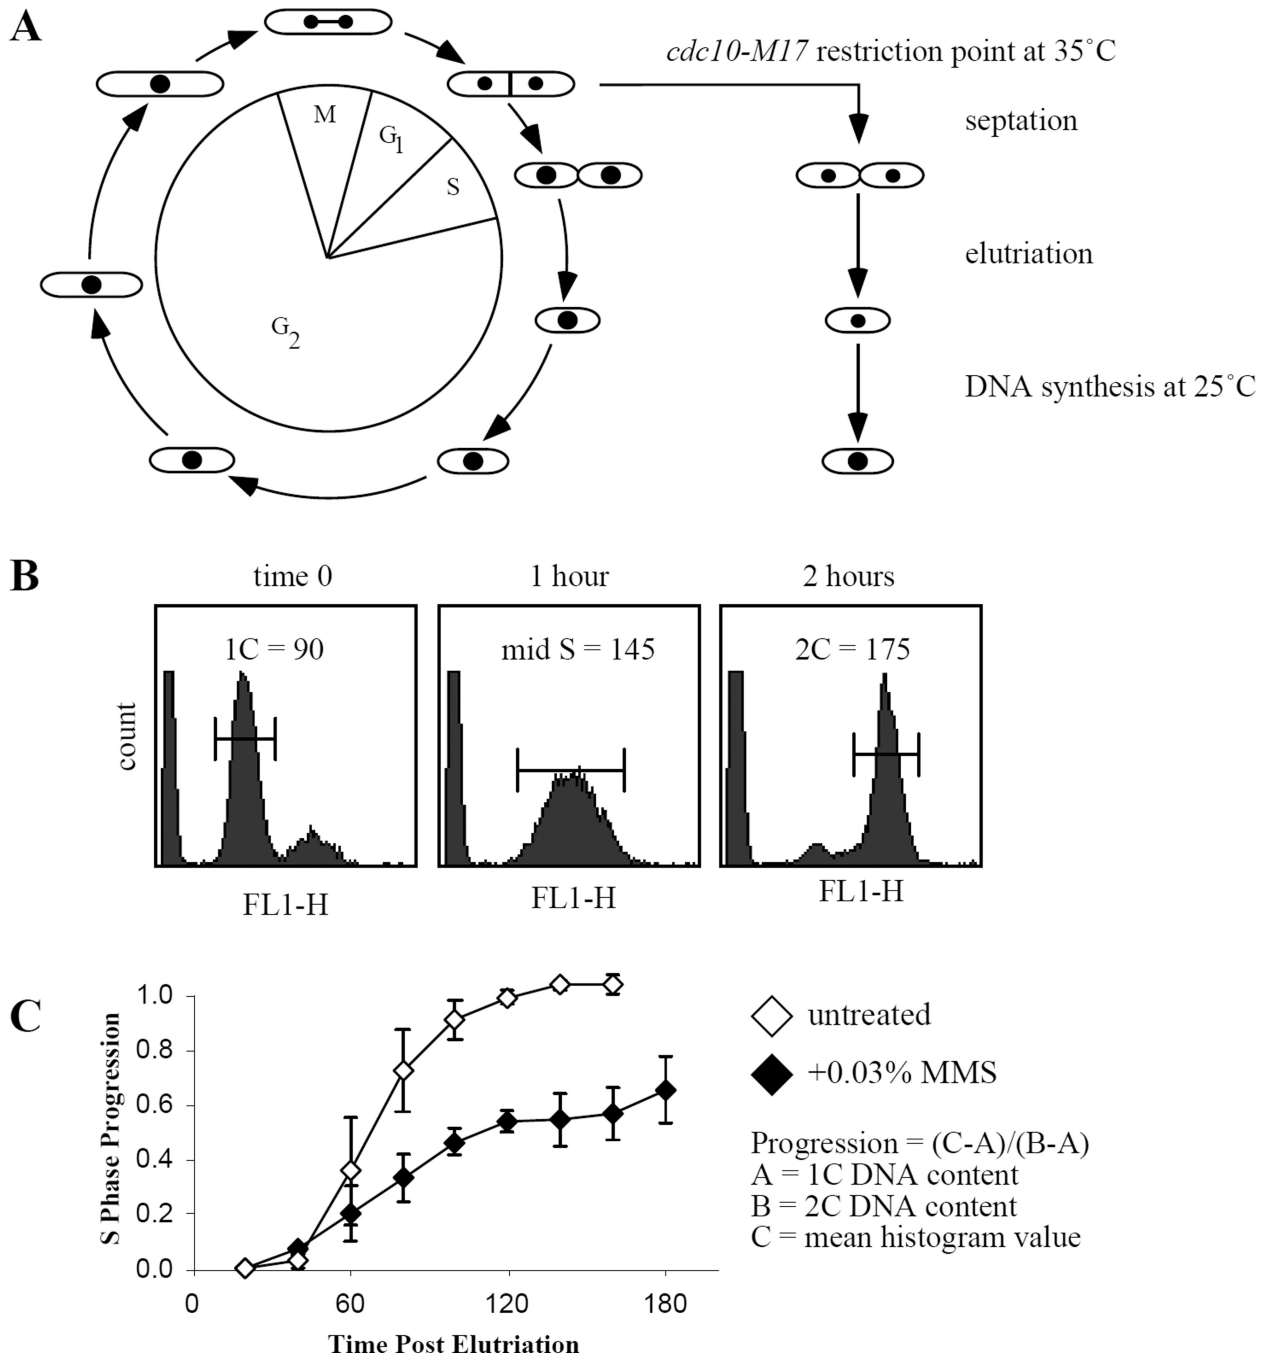 A
cdc10-M17 restriction point at 35˚C
septation
elutriation
DNA synthesis at 25˚C
M
G1
S
G2
B
time 0
1 hour
2 hours
1C = 90
mid S = 145
2C = 175
count
FL1-H
FL1-H
FL1-H
C
S Phase Progression
1.0
0.8
0.6
0.4
0.2
0.0
0
60
120
180
Time Post Elutriation
untreated
+0.03% MMS
Progression = (C-A)/(B-A)
A = 1C DNA content
B = 2C DNA content
C = mean histogram value